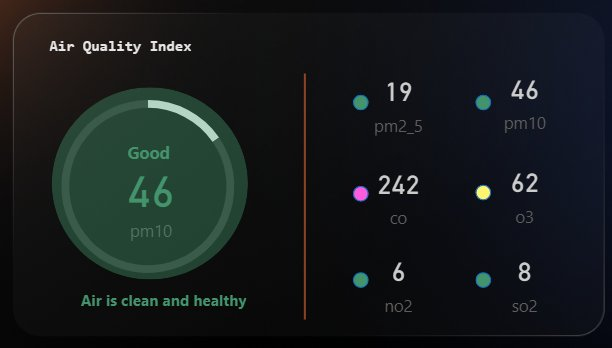 Air Quality Index
Good
46
pm10
Air is clean and healthy
19
pm2_5
46
pm10
242
co
62
o3
6
no2
8
so2